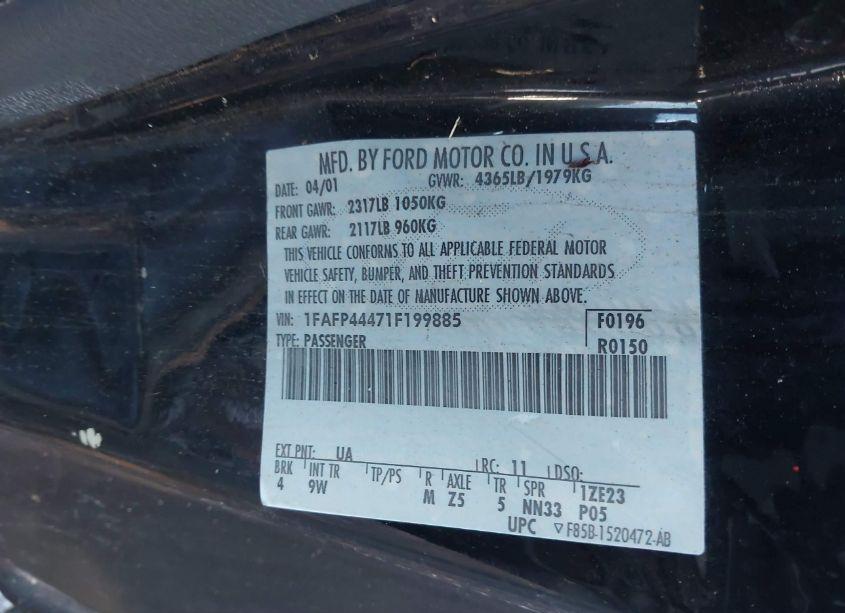 MFD. BY FORD MOTOR CO. IN U.S.A.
DATE: 04/01 GVWR: 4365LB/1979KG
FRONT GAWR: 2317LB 1050KG
REAR GAWR: 2117LB 960KG
THIS VEHICLE CONFORMS TO ALL APPLICABLE FEDERAL MOTOR
VEHICLE SAFETY, BUMPER, AND THEFT PREVENTION STANDARDS
IN EFFECT ON THE DATE OF MANUFACTURE SHOWN ABOVE.
VIN: 1FAFP44471F199885 F0196
TYPE: PASSENGER R0150
EXT PNT: UA RC: 11 DSO:
BRK INT TR TP/PS R AXLE TR SPR 1ZE23
4 9W M Z5 5 NN33 P05
UPC ▽F85B-1520472-AB